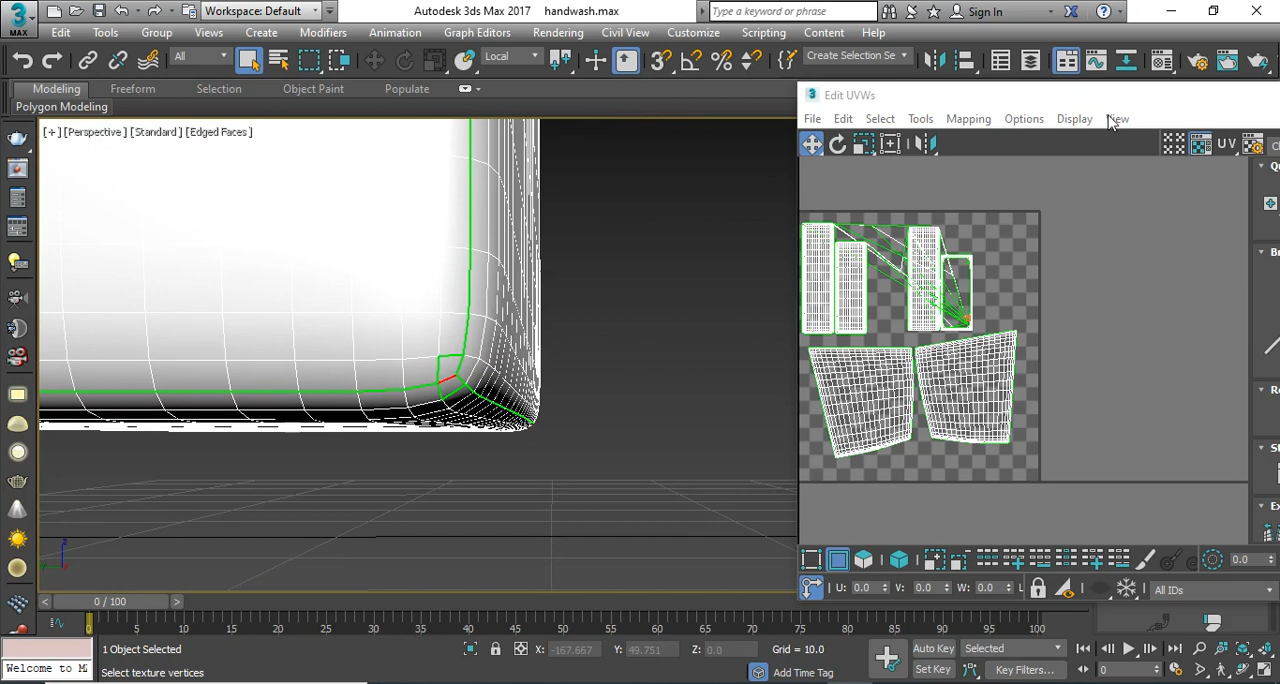 Workspace: Default
Autodesk 3ds Max 2017 handwash.max
Type a keyword or phrase
Sign In
MAX
Edit Tools Group Views Create Modifiers Animation Graph Editors Rendering Civil View Customize Scripting Content Help
All
Local
Create Selection Se
Modeling Freeform Selection Object Paint Populate
Polygon Modeling
[+] [Perspective] [Standard] [Edged Faces]
3 Edit UVWs
File Edit Select Tools Mapping Options Display View
UV
0.0
U: 0.0 V: 0.0 W: 0.0 L
All IDs
0 / 100
0 5 10 15 20 25 30 35 40 45 50 55 60 65 70 75 80 85 90 95 100
1 Object Selected
X: -167.667 Y: 49.751 Z: 0.0 Grid = 10.0
Auto Key Selected
Welcome to M
Select texture vertices
Add Time Tag
Set Key Key Filters... 0